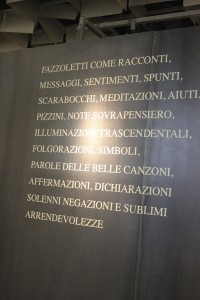 FAZZOLETTI COME RACCONTI,
MESSAGGI, SENTIMENTI, SPUNTI,
SCARABOCCHI, MEDITAZIONI, AIUTI,
PIZZINI, NOTE SOVRAPENSIERO,
ILLUMINAZIONI TRASCENDENTALI,
FOLGORAZIONI, SIMBOLI,
PAROLE DELLE BELLE CANZONI,
AFFERMAZIONI, DICHIARAZIONI
SOLENNI NEGAZIONI E SUBLIMI
ARRENDEVOLEZZE